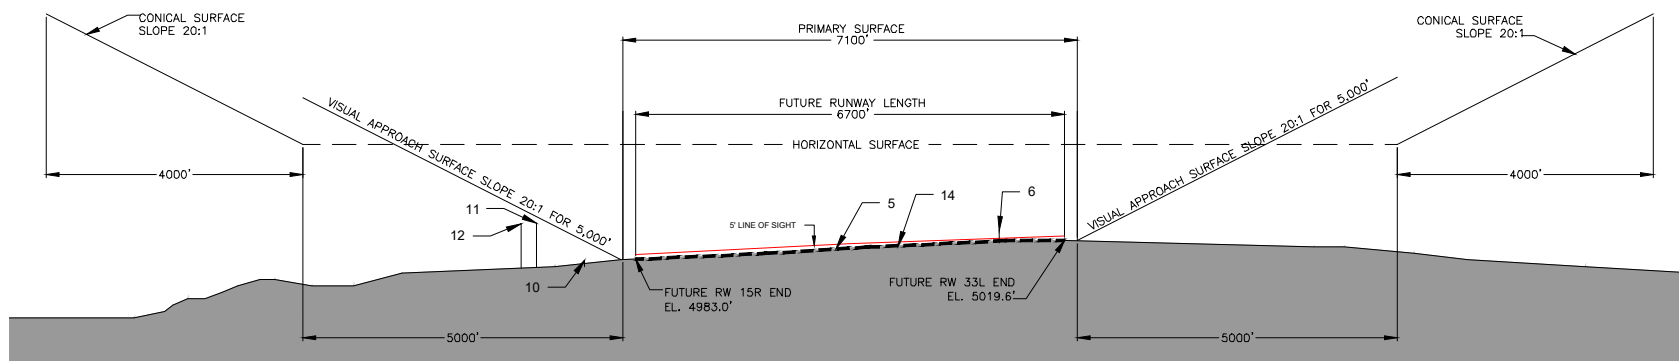 CONICAL SURFACE
SLOPE 20:1
PRIMARY SURFACE
7100'
CONICAL SURFACE
SLOPE 20:1
VISUAL APPROACH SURFACE SLOPE 20:1 FOR 5,000'
FUTURE RUNWAY LENGTH
6700'
VISUAL APPROACH SURFACE SLOPE 20:1 FOR 5,000'
HORIZONTAL SURFACE
4000'
4000'
11
12
5
14
6
5' LINE OF SIGHT
10
FUTURE RW 15R END
EL. 4983.0'
FUTURE RW 33L END
EL. 5019.6'
5000'
5000'